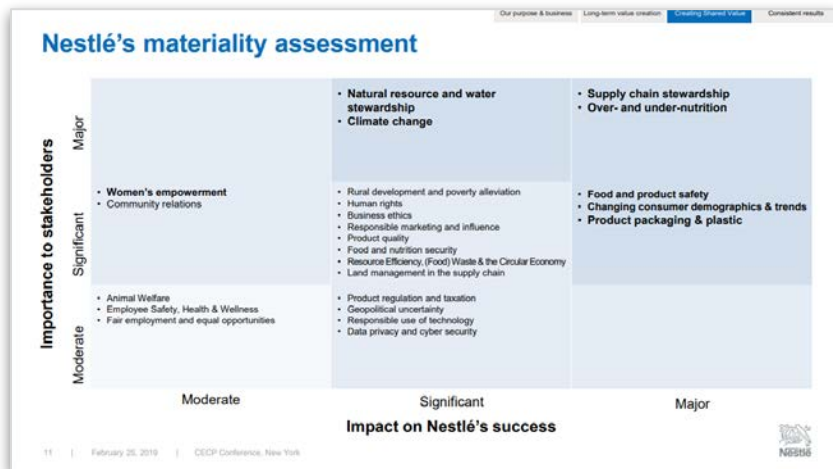 Our purpose & business Long-term value creation Creating Shared Value Consistent results
Nestlé's materiality assessment
Importance to stakeholders
Major
• Natural resource and water
stewardship
• Climate change
• Supply chain stewardship
• Over- and under-nutrition
Significant
• Women's empowerment
• Community relations
• Rural development and poverty alleviation
• Human rights
• Business ethics
• Responsible marketing and influence
• Product quality
• Food and nutrition security
• Resource Efficiency, (Food) Waste & the Circular Economy
• Land management in the supply chain
• Food and product safety
• Changing consumer demographics & trends
• Product packaging & plastic
Moderate
• Animal Welfare
• Employee Safety, Health & Wellness
• Fair employment and equal opportunities
• Product regulation and taxation
• Geopolitical uncertainty
• Responsible use of technology
• Data privacy and cyber security
Moderate Significant Major
Impact on Nestlé's success
11 | February 25, 2019 | CECP Conference, New York
Nestlé